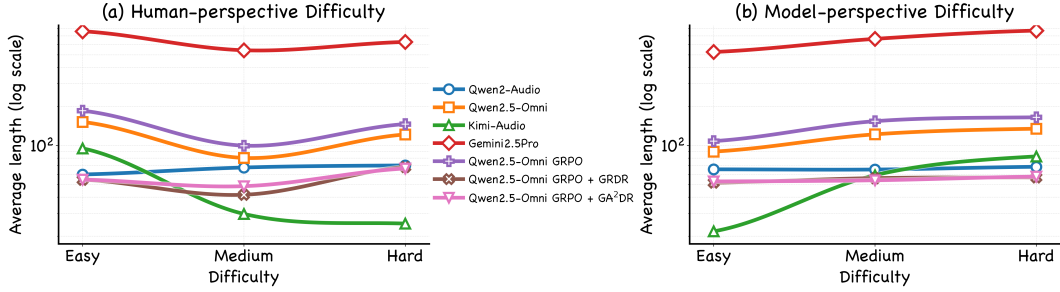 (a) Human-perspective Difficulty
Average length (log scale)
10²
Easy Medium Hard
Difficulty
Qwen2-Audio
Qwen2.5-Omni
Kimi-Audio
Gemini2.5Pro
Qwen2.5-Omni GRPO
Qwen2.5-Omni GRPO + GRDR
Qwen2.5-Omni GRPO + GA²DR
(b) Model-perspective Difficulty
Average length (log scale)
10²
Easy Medium Hard
Difficulty